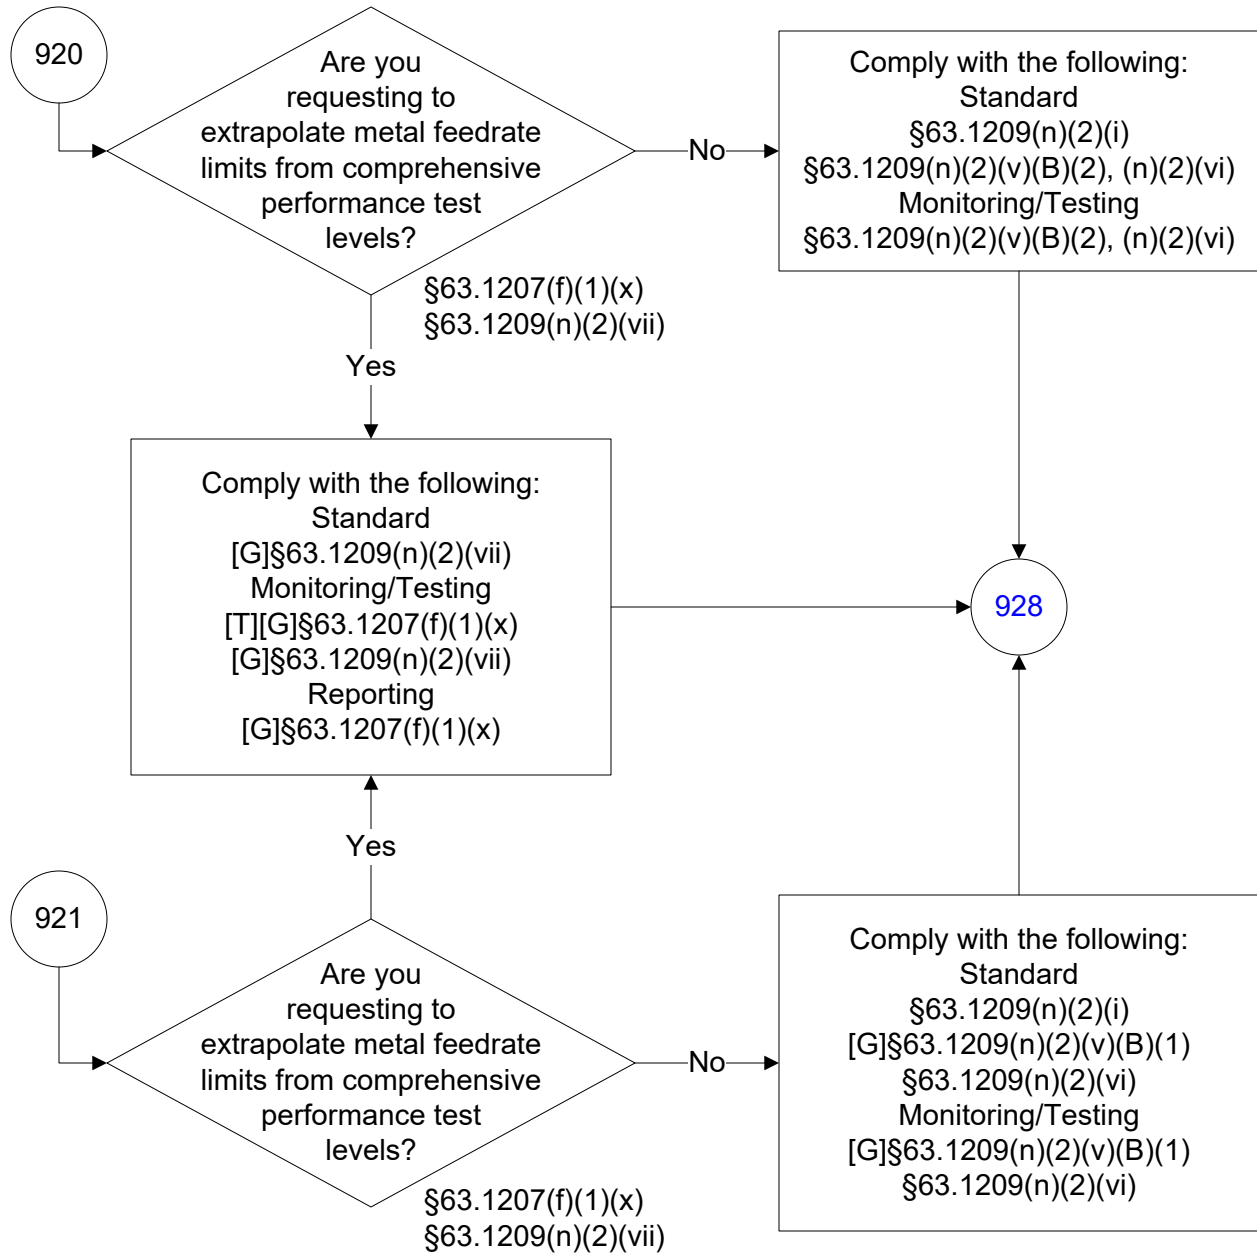 920
Are you
requesting to
extrapolate metal feedrate
limits from comprehensive
performance test
levels?
§63.1207(f)(1)(x)
§63.1209(n)(2)(vii)
No
Comply with the following:
Standard
§63.1209(n)(2)(i)
§63.1209(n)(2)(v)(B)(2), (n)(2)(vi)
Monitoring/Testing
§63.1209(n)(2)(v)(B)(2), (n)(2)(vi)
Yes
Comply with the following:
Standard
[G]§63.1209(n)(2)(vii)
Monitoring/Testing
[T][G]§63.1207(f)(1)(x)
[G]§63.1209(n)(2)(vii)
Reporting
[G]§63.1207(f)(1)(x)
928
Yes
921
Are you
requesting to
extrapolate metal feedrate
limits from comprehensive
performance test
levels?
§63.1207(f)(1)(x)
§63.1209(n)(2)(vii)
No
Comply with the following:
Standard
§63.1209(n)(2)(i)
[G]§63.1209(n)(2)(v)(B)(1)
§63.1209(n)(2)(vi)
Monitoring/Testing
[G]§63.1209(n)(2)(v)(B)(1)
§63.1209(n)(2)(vi)